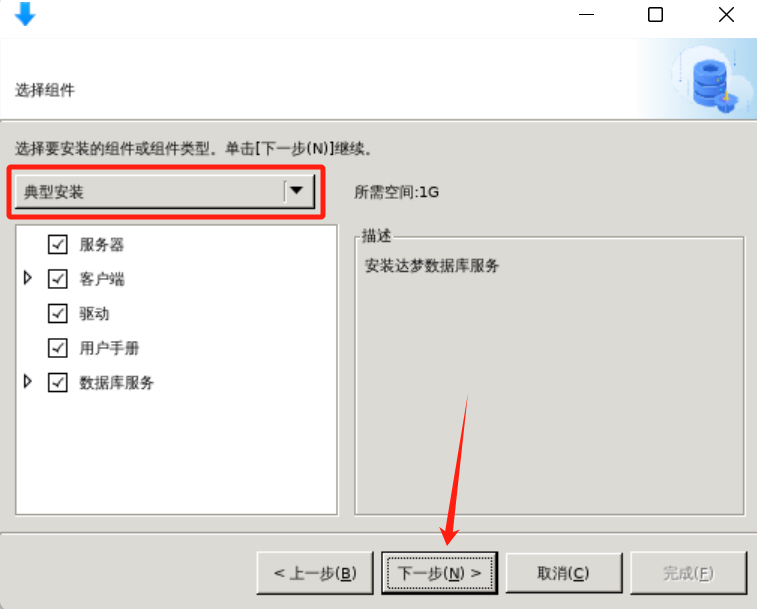 选择组件
选择要安装的组件或组件类型。单击[下一步(N)]继续。
典型安装
所需空间:1G
服务器
客户端
驱动
用户手册
数据库服务
描述
安装达梦数据库服务
< 上一步(B)
下一步(N) >
取消(C)
完成(F)